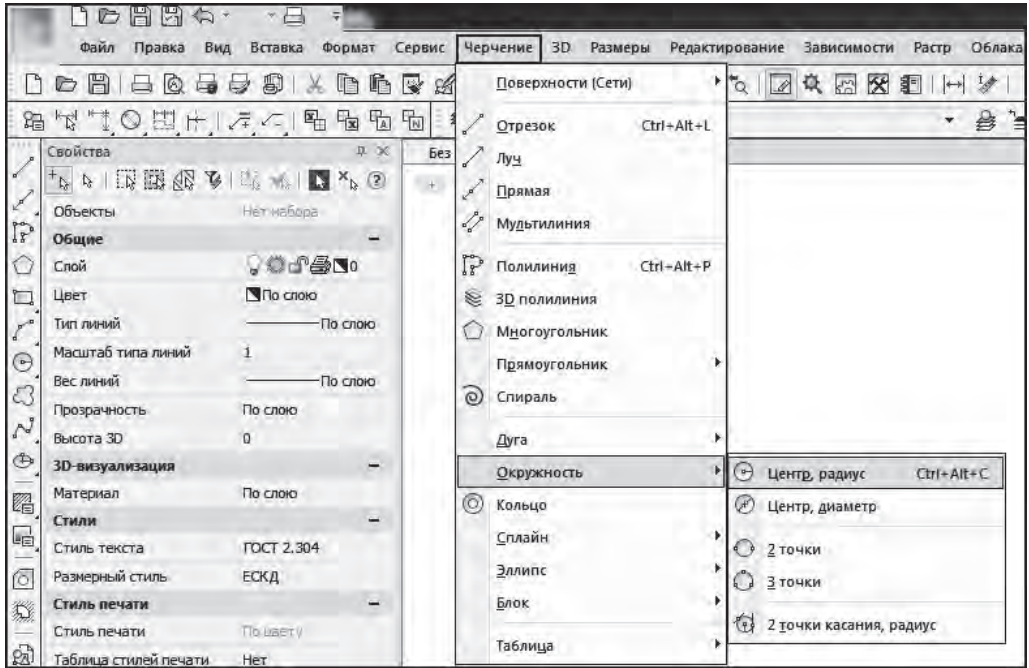 Файл Правка Вид Вставка Формат Сервис Черчение 3D Размеры Редактирование Зависимости Растр Облака
Свойства
Объекты Нет набора
Общие
Слой 0
Цвет По слою
Тип линий По слою
Масштаб типа линий 1
Вес линий По слою
Прозрачность По слою
Высота 3D 0
3D-визуализация
Материал По слою
Стили
Стиль текста ГОСТ 2.304
Размерный стиль ЕСКД
Стиль печати
Стиль печати По цвету
Таблица стилей печати Нет
Без
Поверхности (Сети)
Отрезок Ctrl+Alt+L
Луч
Прямая
Мультилиния
Полилиния Ctrl+Alt+P
3D полилиния
Многоугольник
Прямоугольник
Спираль
Дуга
Окружность
Кольцо
Сплайн
Эллипс
Блок
Таблица
Центр, радиус Ctrl+Alt+C
Центр, диаметр
2 точки
3 точки
2 точки касания, радиус